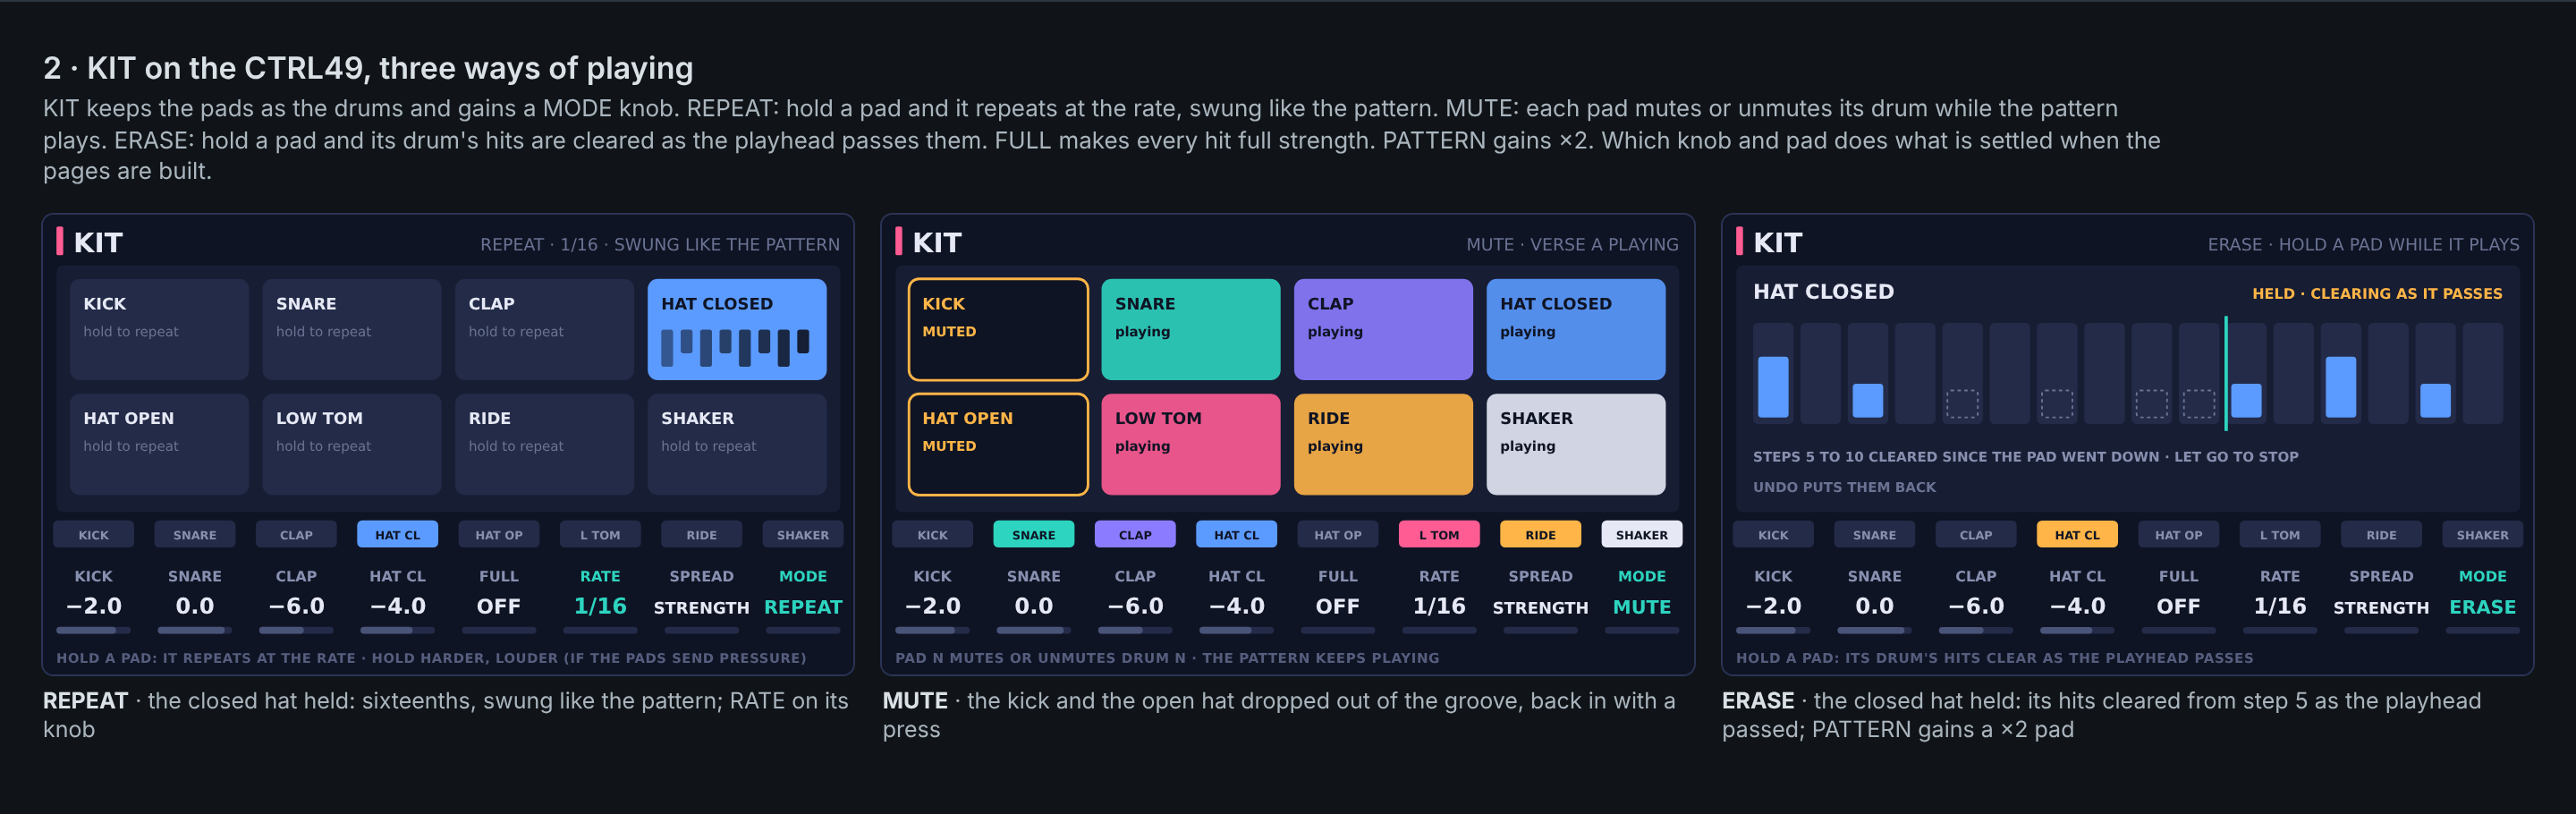 2 · KIT on the CTRL49, three ways of playing
KIT keeps the pads as the drums and gains a MODE knob. REPEAT: hold a pad and it repeats at the rate, swung like the pattern. MUTE: each pad mutes or unmutes its drum while the pattern
plays. ERASE: hold a pad and its drum's hits are cleared as the playhead passes them. FULL makes every hit full strength. PATTERN gains ×2. Which knob and pad does what is settled when the
pages are built.
KIT
REPEAT · 1/16 · SWUNG LIKE THE PATTERN
KICK
hold to repeat
SNARE
hold to repeat
CLAP
hold to repeat
HAT CLOSED
HAT OPEN
hold to repeat
LOW TOM
hold to repeat
RIDE
hold to repeat
SHAKER
hold to repeat
KICK SNARE CLAP HAT CL HAT OP L TOM RIDE SHAKER
KICK SNARE CLAP HAT CL FULL RATE SPREAD MODE
−2.0 0.0 −6.0 −4.0 OFF 1/16 STRENGTH REPEAT
HOLD A PAD: IT REPEATS AT THE RATE · HOLD HARDER, LOUDER (IF THE PADS SEND PRESSURE)
REPEAT · the closed hat held: sixteenths, swung like the pattern; RATE on its
knob
KIT
MUTE · VERSE A PLAYING
KICK
MUTED
SNARE
playing
CLAP
playing
HAT CLOSED
playing
HAT OPEN
MUTED
LOW TOM
playing
RIDE
playing
SHAKER
playing
KICK SNARE CLAP HAT CL HAT OP L TOM RIDE SHAKER
KICK SNARE CLAP HAT CL FULL RATE SPREAD MODE
−2.0 0.0 −6.0 −4.0 OFF 1/16 STRENGTH MUTE
PAD N MUTES OR UNMUTES DRUM N · THE PATTERN KEEPS PLAYING
MUTE · the kick and the open hat dropped out of the groove, back in with a
press
KIT
ERASE · HOLD A PAD WHILE IT PLAYS
HAT CLOSED
HELD · CLEARING AS IT PASSES
STEPS 5 TO 10 CLEARED SINCE THE PAD WENT DOWN · LET GO TO STOP
UNDO PUTS THEM BACK
KICK SNARE CLAP HAT CL HAT OP L TOM RIDE SHAKER
KICK SNARE CLAP HAT CL FULL RATE SPREAD MODE
−2.0 0.0 −6.0 −4.0 OFF 1/16 STRENGTH ERASE
HOLD A PAD: ITS DRUM'S HITS CLEAR AS THE PLAYHEAD PASSES
ERASE · the closed hat held: its hits cleared from step 5 as the playhead
passed; PATTERN gains a ×2 pad